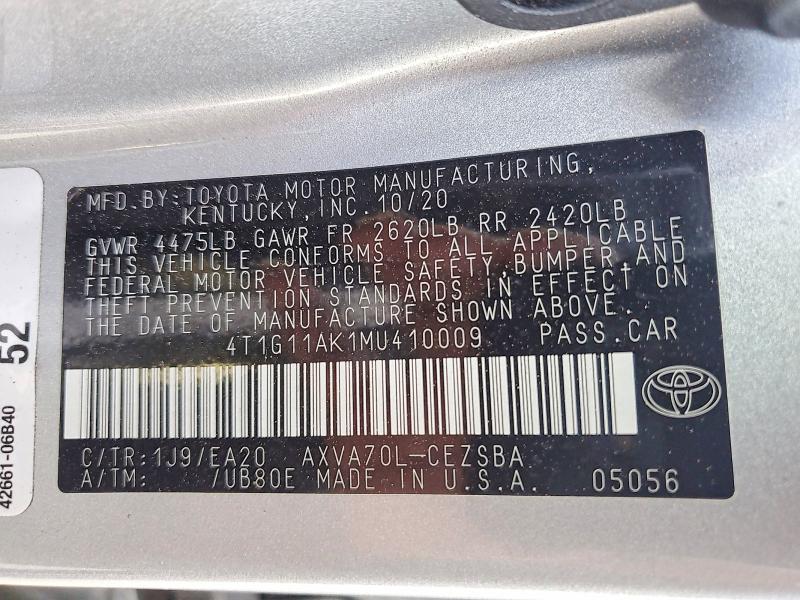 MFD.BY:TOYOTA MOTOR MANUFACTURING,
KENTUCKY,INC.10/20
GVWR 4475LB GAWR FR 2620LB RR 2420LB
THIS VEHICLE CONFORMS TO ALL APPLICABLE
FEDERAL MOTOR VEHICLE SAFETY,BUMPER,AND
THEFT PREVENTION STANDARDS IN EFFECT ON
THE DATE OF MANUFACTURE SHOWN ABOVE.
4T1G11AK1MU410009 PASS.CAR
C/TR:1J9/EA20 AXVA70L-CEZSBA
A/TM: /UB80E MADE IN U.S.A. 05056
52
42661-06B40